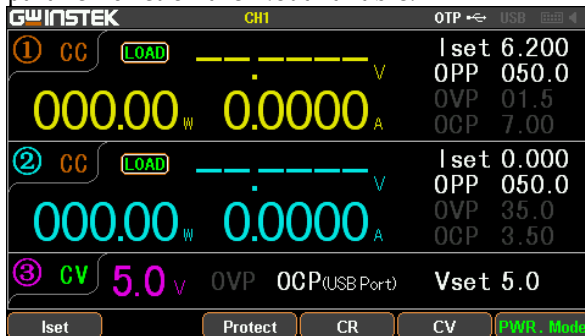 GWINSTEK CH1 OTP USB
① CC LOAD --.---- V Iset 6.200
OPP 050.0
000.00 W 0.0000 A OVP 01.5
OCP 7.00
② CC LOAD --.---- V Iset 0.000
OPP 050.0
000.00 W 0.0000 A OVP 35.0
OCP 3.50
③ CV 5.0 V OVP OCP(USB Port) Vset 5.0
Iset Protect CR CV PWR. Mode